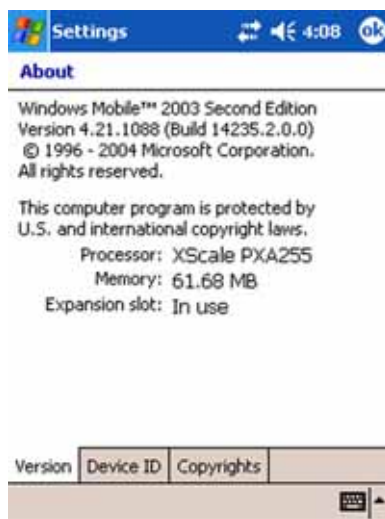 Settings 4:08 ok
About
Windows Mobile™ 2003 Second Edition
Version 4.21.1088 (Build 14235.2.0.0)
© 1996 - 2004 Microsoft Corporation.
All rights reserved.
This computer program is protected by
U.S. and international copyright laws.
Processor: XScale PXA255
Memory: 61.68 MB
Expansion slot: In use
Version Device ID Copyrights